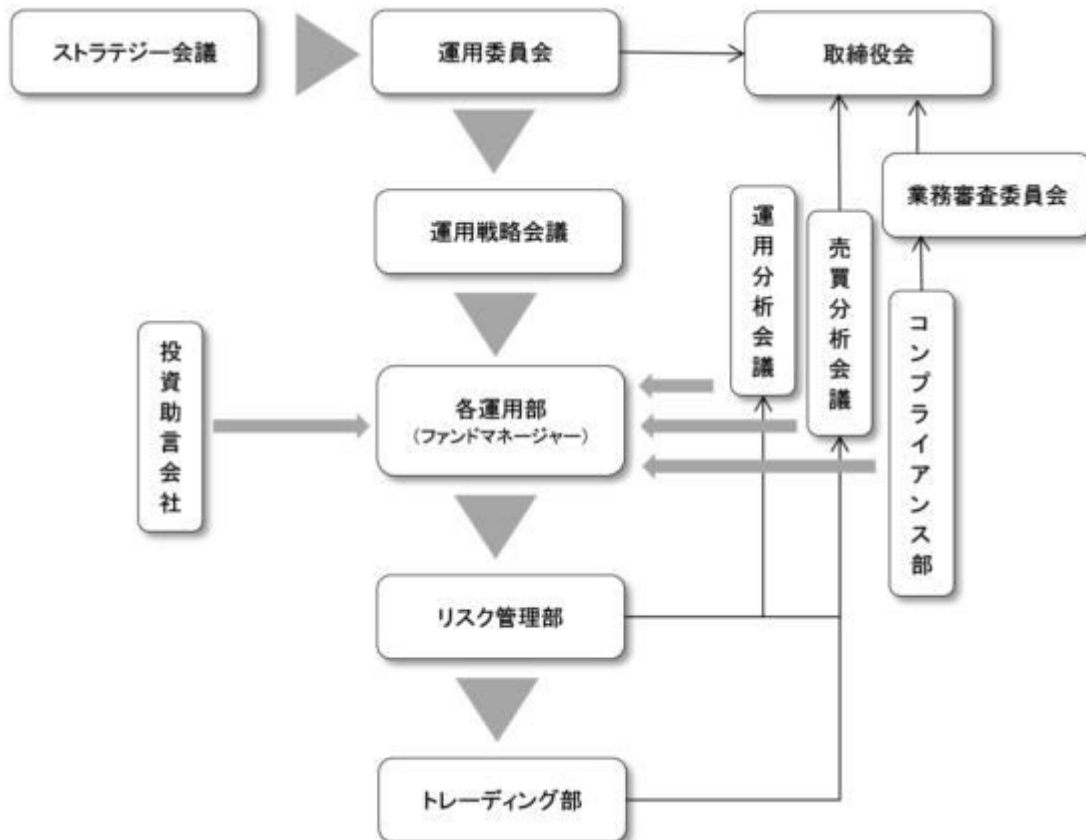 ストラテジー会議
運用委員会
取締役会
業務審査委員会
運用戦略会議
運用分析会議
売買分析会議
コンプライアンス部
投資助言会社
各運用部
(ファンドマネージャー)
リスク管理部
トレーディング部